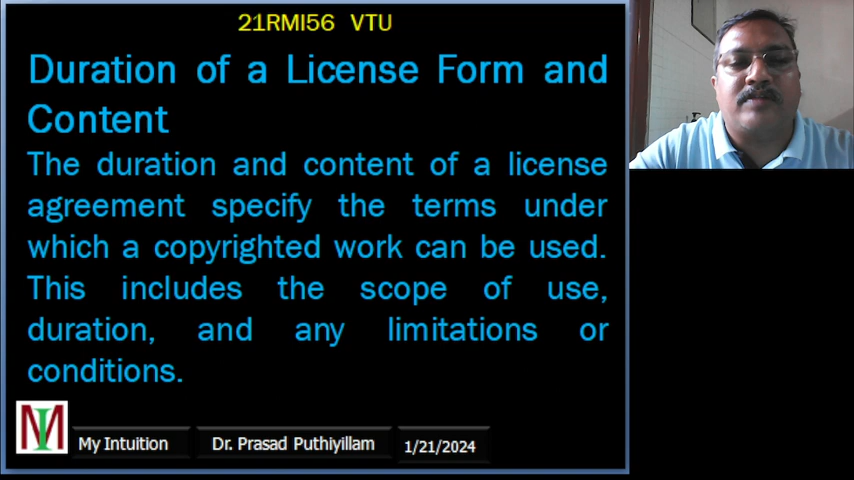 21RMI56 VTU
Duration of a License Form and
Content
The duration and content of a license
agreement specify the terms under
which a copyrighted work can be used.
This includes the scope of use,
duration, and any limitations or
conditions.
MI
My Intuition
Dr. Prasad Puthiyillam
1/21/2024